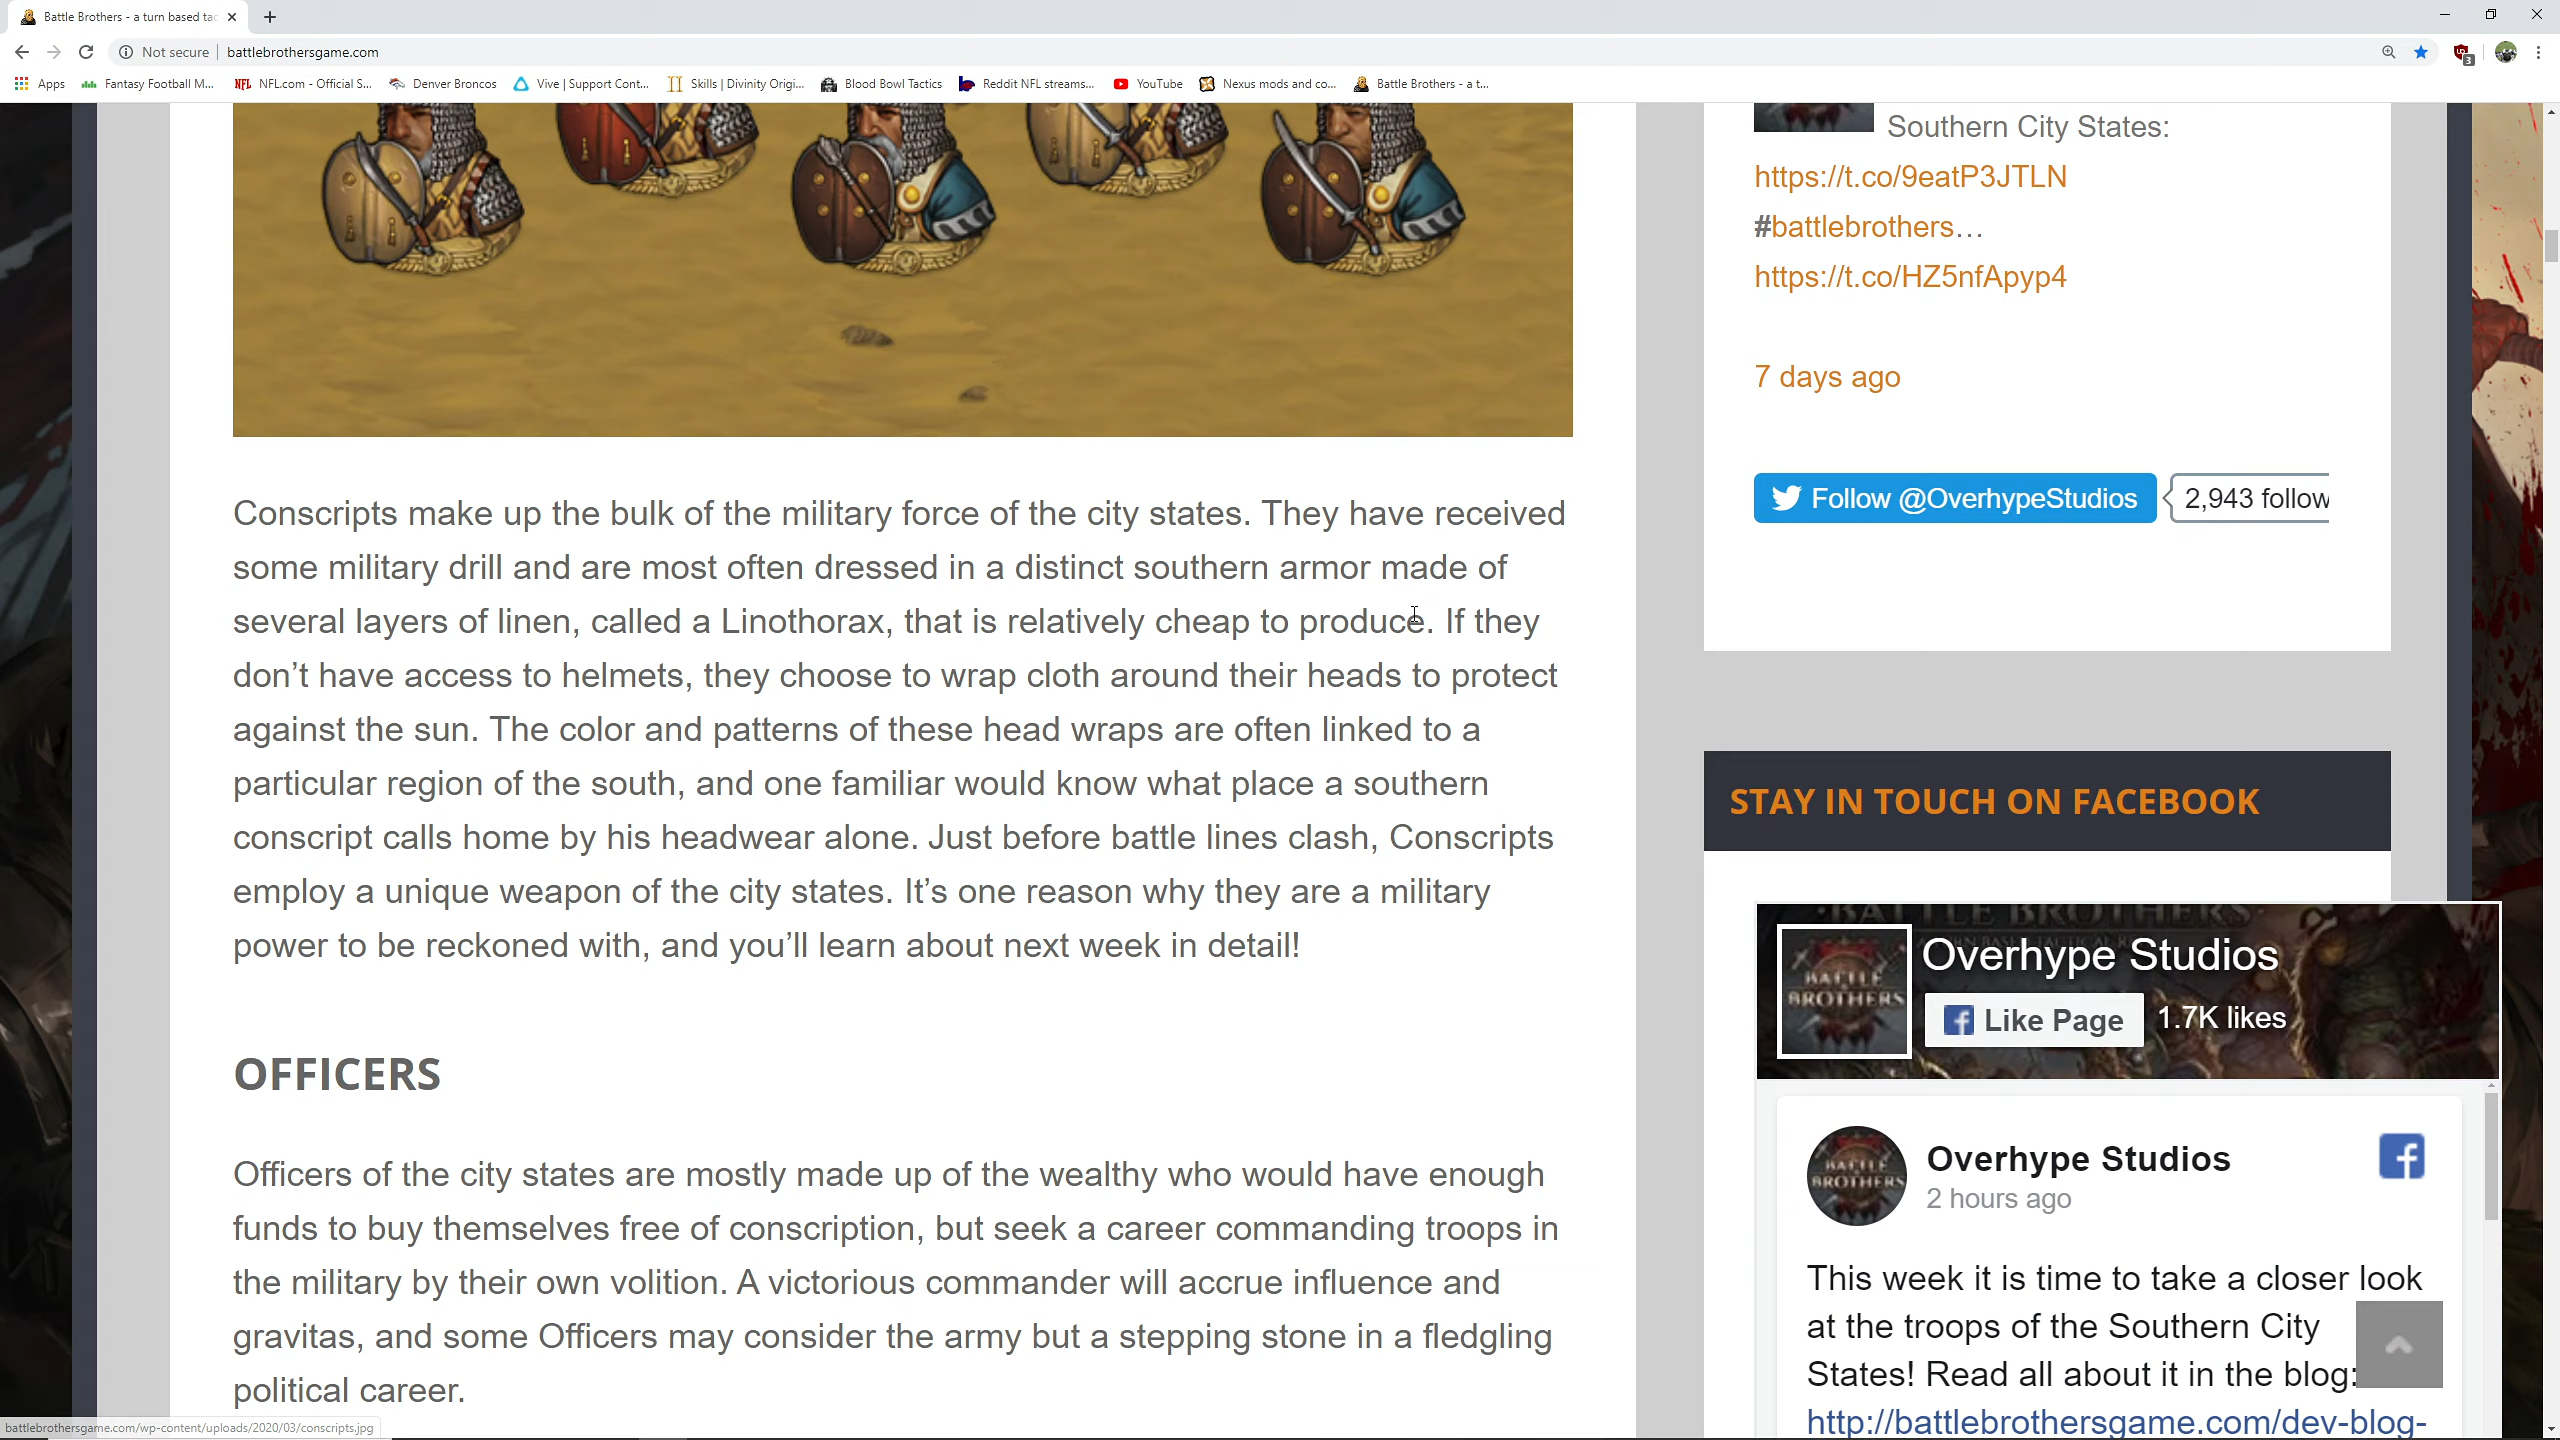 Battle Brothers - a turn based tac
Not secure | battlebrothersgame.com
3
Apps
Fantasy Football M...
NFL.com - Official S...
Denver Broncos
Vive | Support Cont...
Skills | Divinity Origi...
Blood Bowl Tactics
Reddit NFL streams...
YouTube
Nexus mods and co...
Battle Brothers - a t...
Conscripts make up the bulk of the military force of the city states. They have received
some military drill and are most often dressed in a distinct southern armor made of
several layers of linen, called a Linothorax, that is relatively cheap to produce. If they
don’t have access to helmets, they choose to wrap cloth around their heads to protect
against the sun. The color and patterns of these head wraps are often linked to a
particular region of the south, and one familiar would know what place a southern
conscript calls home by his headwear alone. Just before battle lines clash, Conscripts
employ a unique weapon of the city states. It’s one reason why they are a military
power to be reckoned with, and you’ll learn about next week in detail!
OFFICERS
Officers of the city states are mostly made up of the wealthy who would have enough
funds to buy themselves free of conscription, but seek a career commanding troops in
the military by their own volition. A victorious commander will accrue influence and
gravitas, and some Officers may consider the army but a stepping stone in a fledgling
political career.
battlebrothersgame.com/wp-content/uploads/2020/03/conscripts.jpg
Southern City States:
https://t.co/9eatP3JTLN
#battlebrothers…
https://t.co/HZ5nfApyp4
7 days ago
Follow @OverhypeStudios
2,943 follow
STAY IN TOUCH ON FACEBOOK
BATTLE BROTHERS
BATTLE
BROTHERS
Overhype Studios
Like Page
1.7K likes
BATTLE
BROTHERS
Overhype Studios
2 hours ago
This week it is time to take a closer look
at the troops of the Southern City
States! Read all about it in the blog:
http://battlebrothersgame.com/dev-blog-